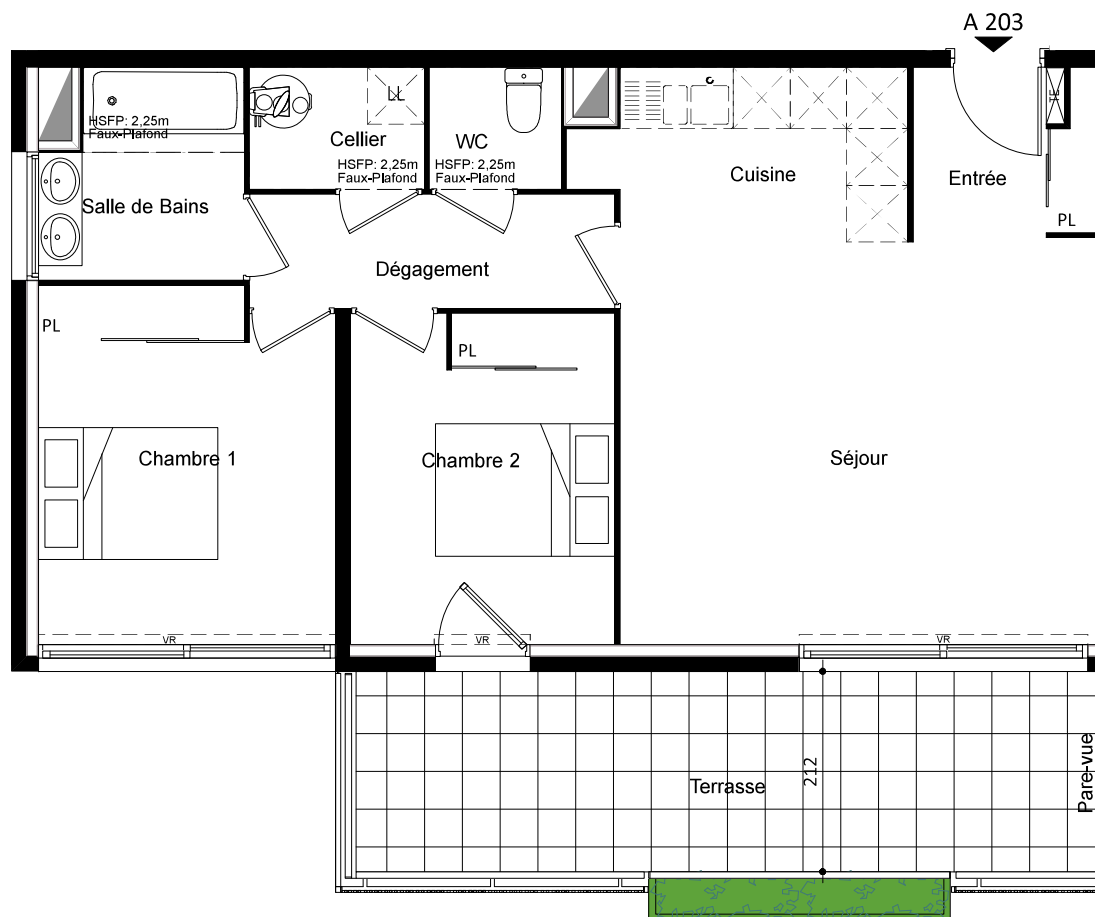 A 203
HSFP: 2,25m
Faux-Plafond
LL
Cellier
HSFP: 2,25m
Faux-Plafond
WC
HSFP: 2,25m
Faux-Plafond
Cuisine
Entrée
TE
PL
Salle de Bains
Dégagement
PL
PL
Chambre 1
Chambre 2
Séjour
VR
VR
VR
Terrasse
212
Pare-vue